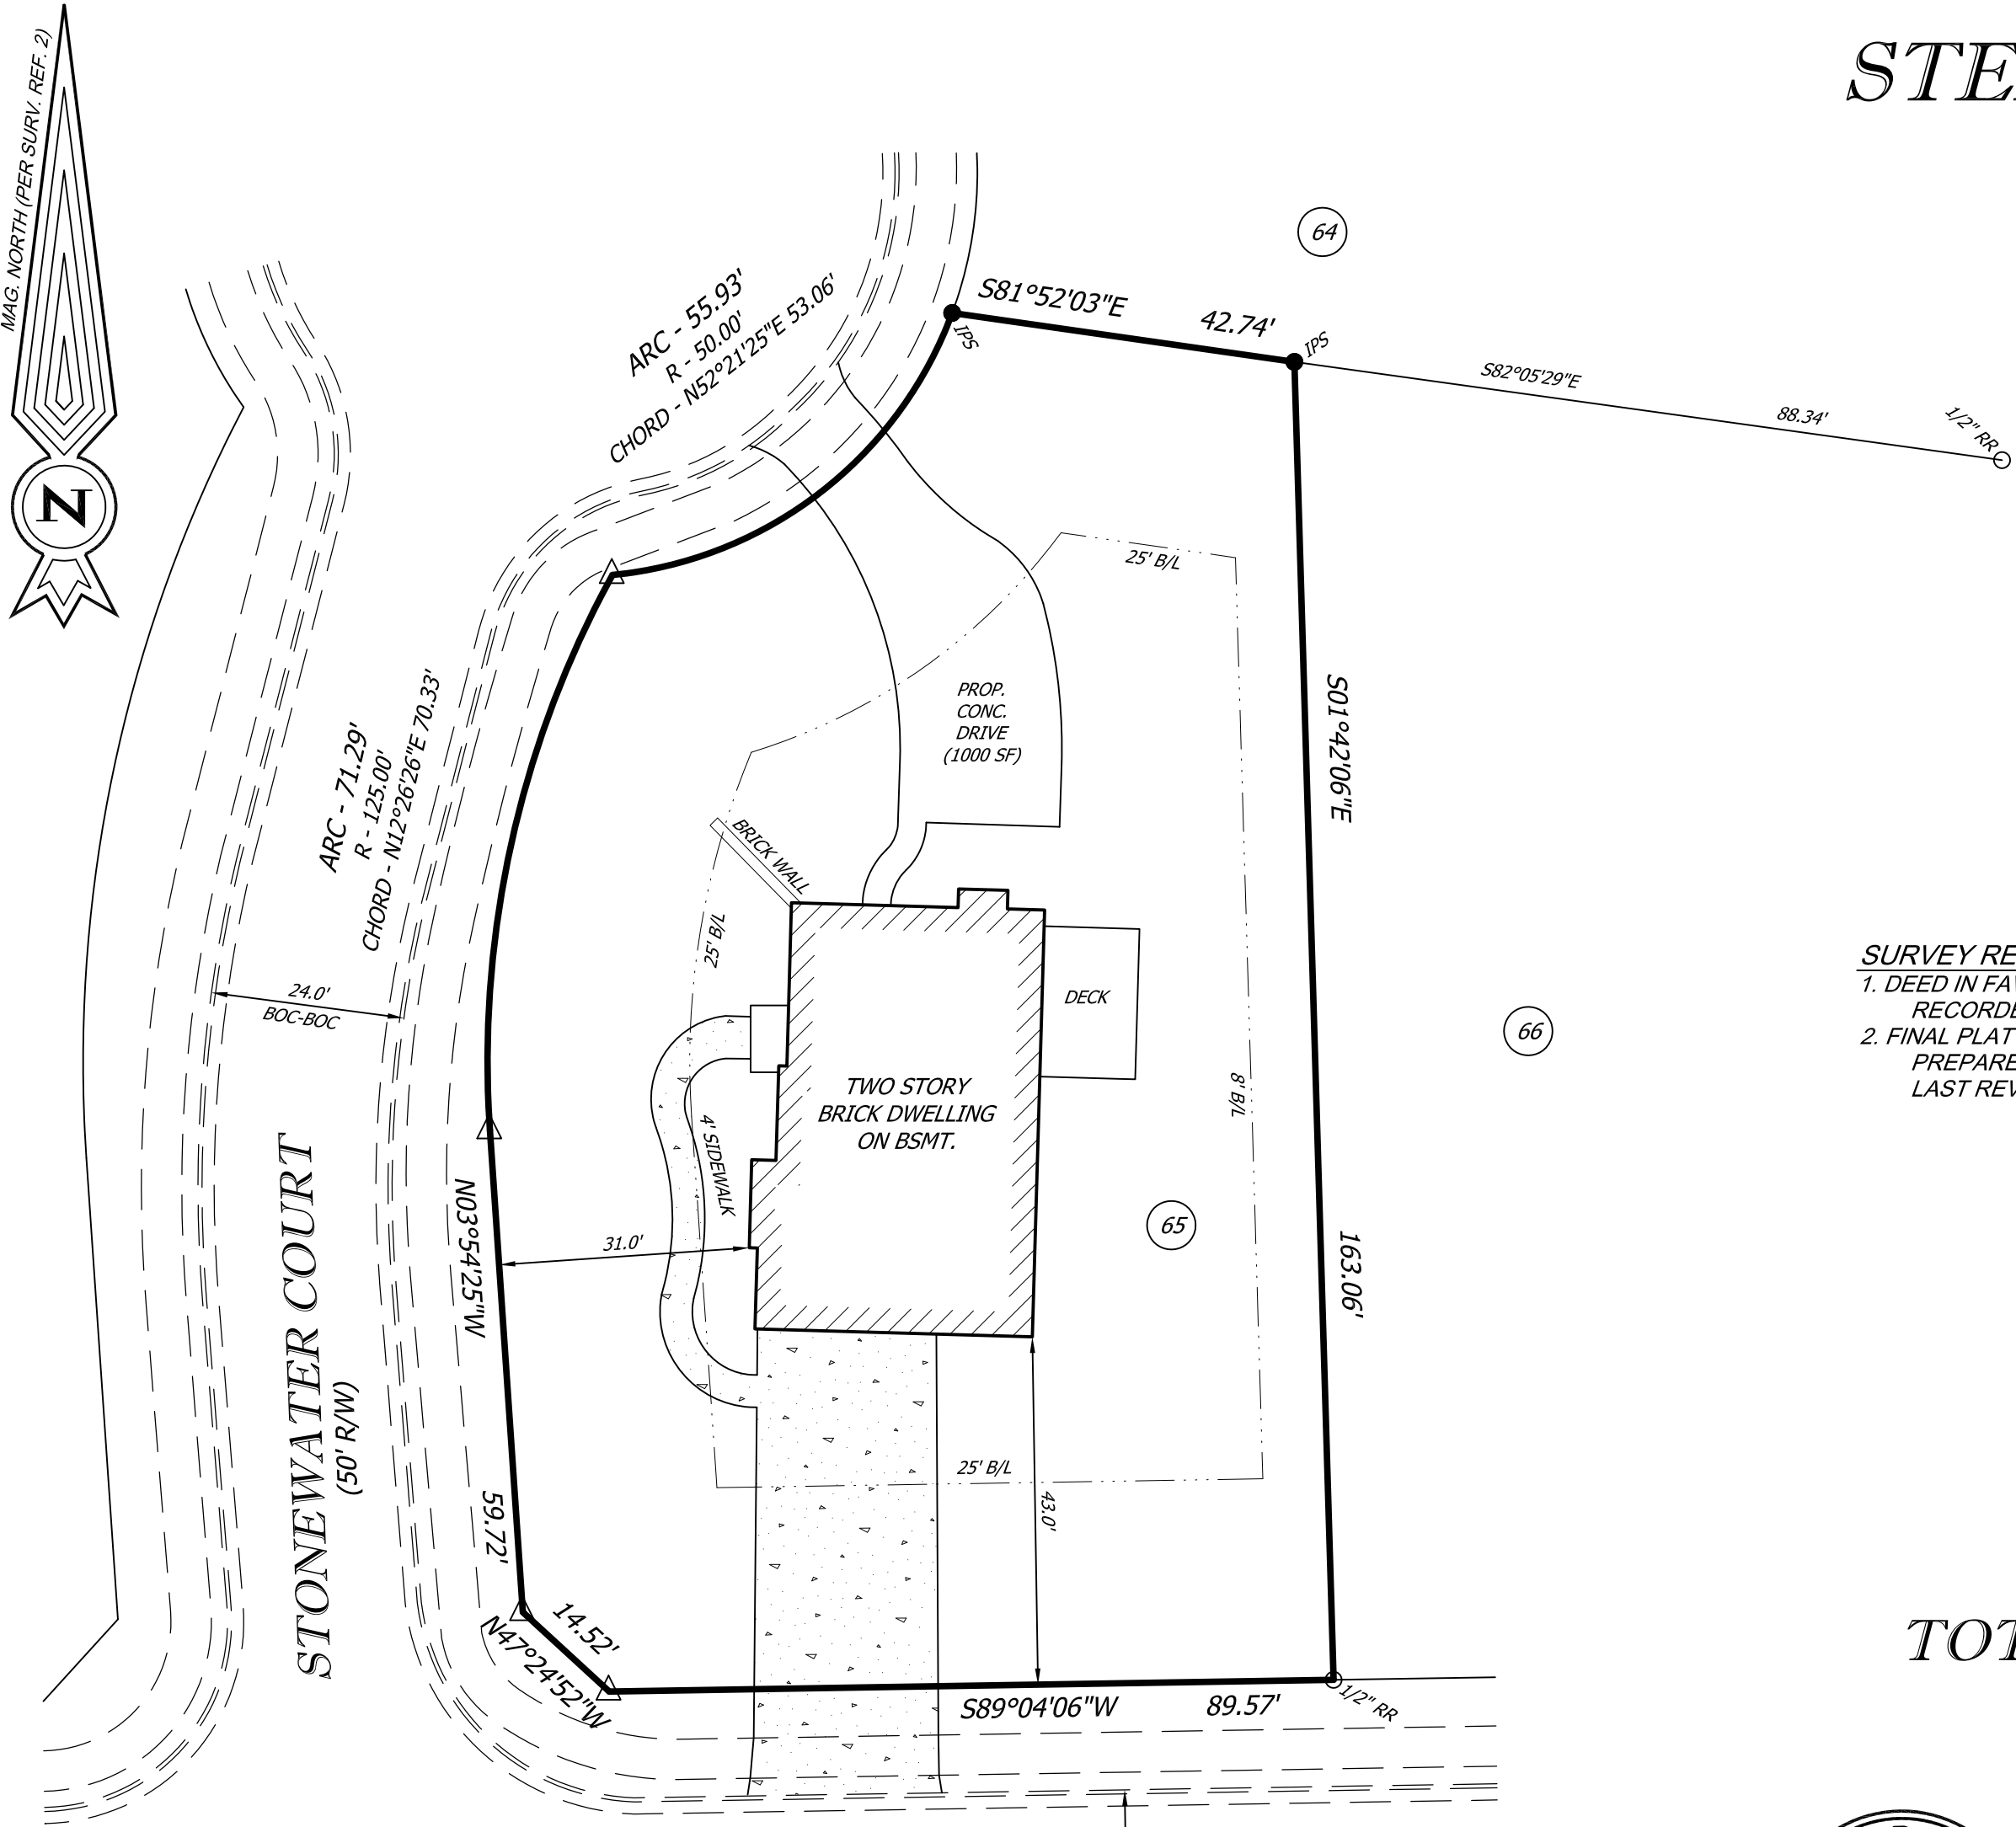 MAG. NORTH (PER SURV. REF. 2)
N
64
ARC - 55.93'
R - 50.00'
CHORD - N52°21'25"E 53.06'
S81°52'03"E
42.74'
IPS
IPS
S82°05'29"E
88.34'
1/2" RR
25' B/L
ARC - 71.29'
R - 125.00'
CHORD - N12°26'26"E 70.33'
PROP.
CONC.
DRIVE
(1000 SF)
S01°42'06"E
163.06'
BRICK WALL
25' B/L
24.0'
BOC-BOC
DECK
66
TWO STORY
BRICK DWELLING
ON BSMT.
8' B/L
4' SIDEWALK
65
31.0'
N03°54'25"W
59.72'
STONEWATER COURT
(50' R/W)
25' B/L
43.0'
14.52'
N47°24'52"W
S89°04'06"W
89.57'
1/2" RR
SURVEY RE
1. DEED IN FA
RECORDE
2. FINAL PLAT
PREPARE
LAST REV
STE
TOT